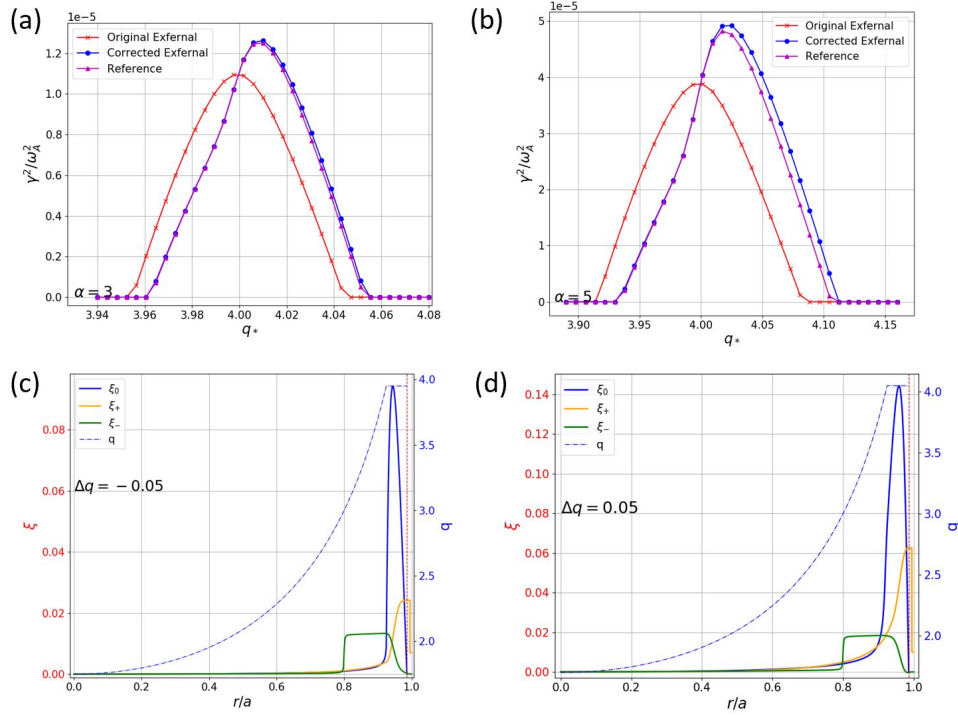 (a)
1e−5
Original Exfernal
Corrected Exfernal
Reference
γ²/ω_A²
1.2
1.0
0.8
0.6
0.4
0.2
0.0
α = 3
3.94 3.96 3.98 4.00 4.02 4.04 4.06 4.08
q*
(b)
1e−5
Original Exfernal
Corrected Exfernal
Reference
γ²/ω_A²
5
4
3
2
1
0
α = 5
3.90 3.95 4.00 4.05 4.10 4.15
q*
(c)
ξ₀
ξ₊
ξ₋
q
Δq = −0.05
ξ
0.08
0.06
0.04
0.02
0.00
4.0
3.5
3.0
2.5
2.0
q
0.0 0.2 0.4 0.6 0.8 1.0
r/a
(d)
ξ₀
ξ₊
ξ₋
q
Δq = 0.05
ξ
0.14
0.12
0.10
0.08
0.06
0.04
0.02
0.00
4.0
3.5
3.0
2.5
2.0
q
0.0 0.2 0.4 0.6 0.8 1.0
r/a